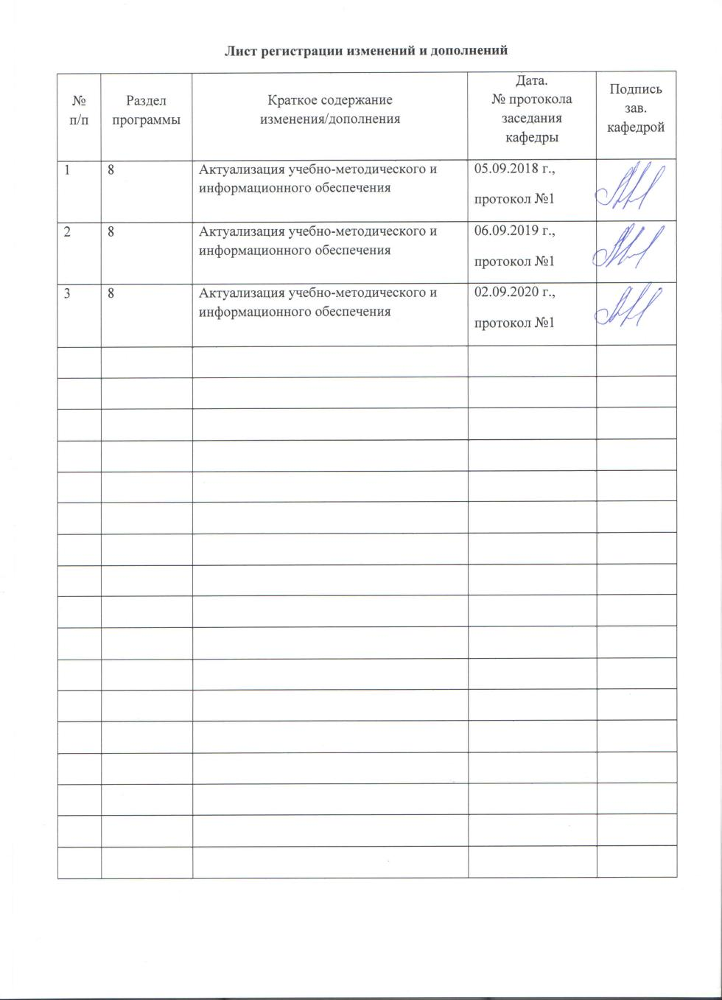 Лист регистрации изменений и дополнений
№
п/п
Раздел
программы
Краткое содержание
изменения/дополнения
Дата.
№ протокола
заседания
кафедры
Подпись
зав.
кафедрой
1
8
Актуализация учебно-методического и
информационного обеспечения
05.09.2018 г.,
протокол №1
2
8
Актуализация учебно-методического и
информационного обеспечения
06.09.2019 г.,
протокол №1
3
8
Актуализация учебно-методического и
информационного обеспечения
02.09.2020 г.,
протокол №1